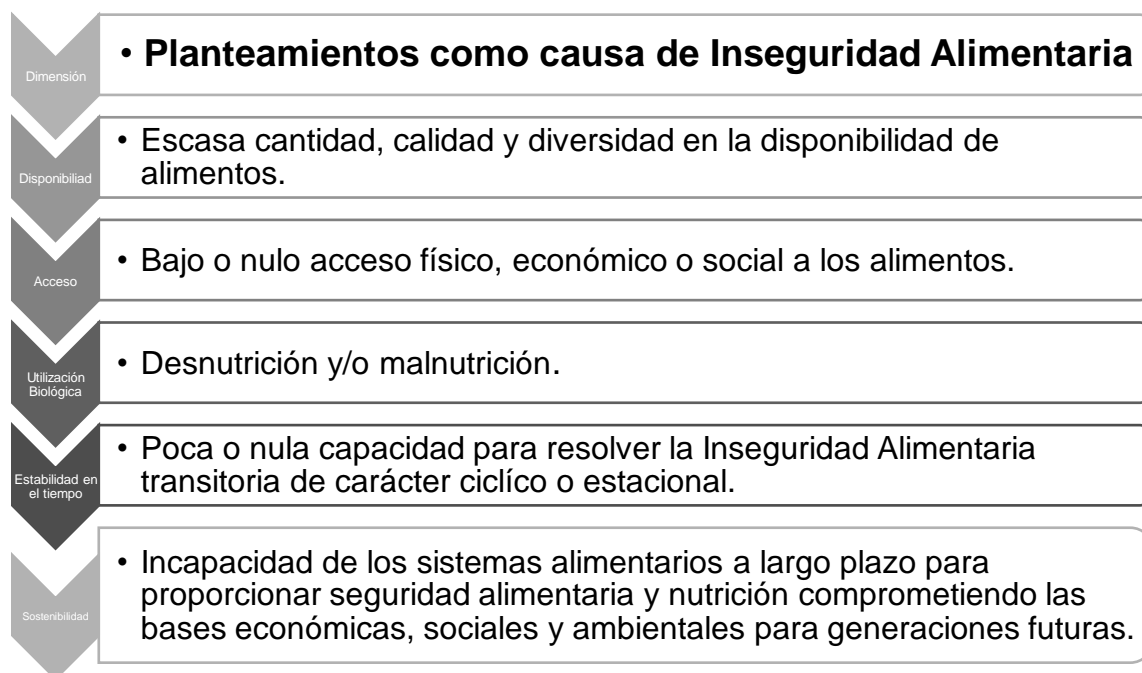 Dimensión
• Planteamientos como causa de Inseguridad Alimentaria
Disponibiliad
• Escasa cantidad, calidad y diversidad en la disponibilidad de
alimentos.
Acceso
• Bajo o nulo acceso físico, económico o social a los alimentos.
Utilización
Biológica
• Desnutrición y/o malnutrición.
Estabilidad en
el tiempo
• Poca o nula capacidad para resolver la Inseguridad Alimentaria
transitoria de carácter ciclíco o estacional.
Sostenibilidad
• Incapacidad de los sistemas alimentarios a largo plazo para
proporcionar seguridad alimentaria y nutrición comprometiendo las
bases económicas, sociales y ambientales para generaciones futuras.